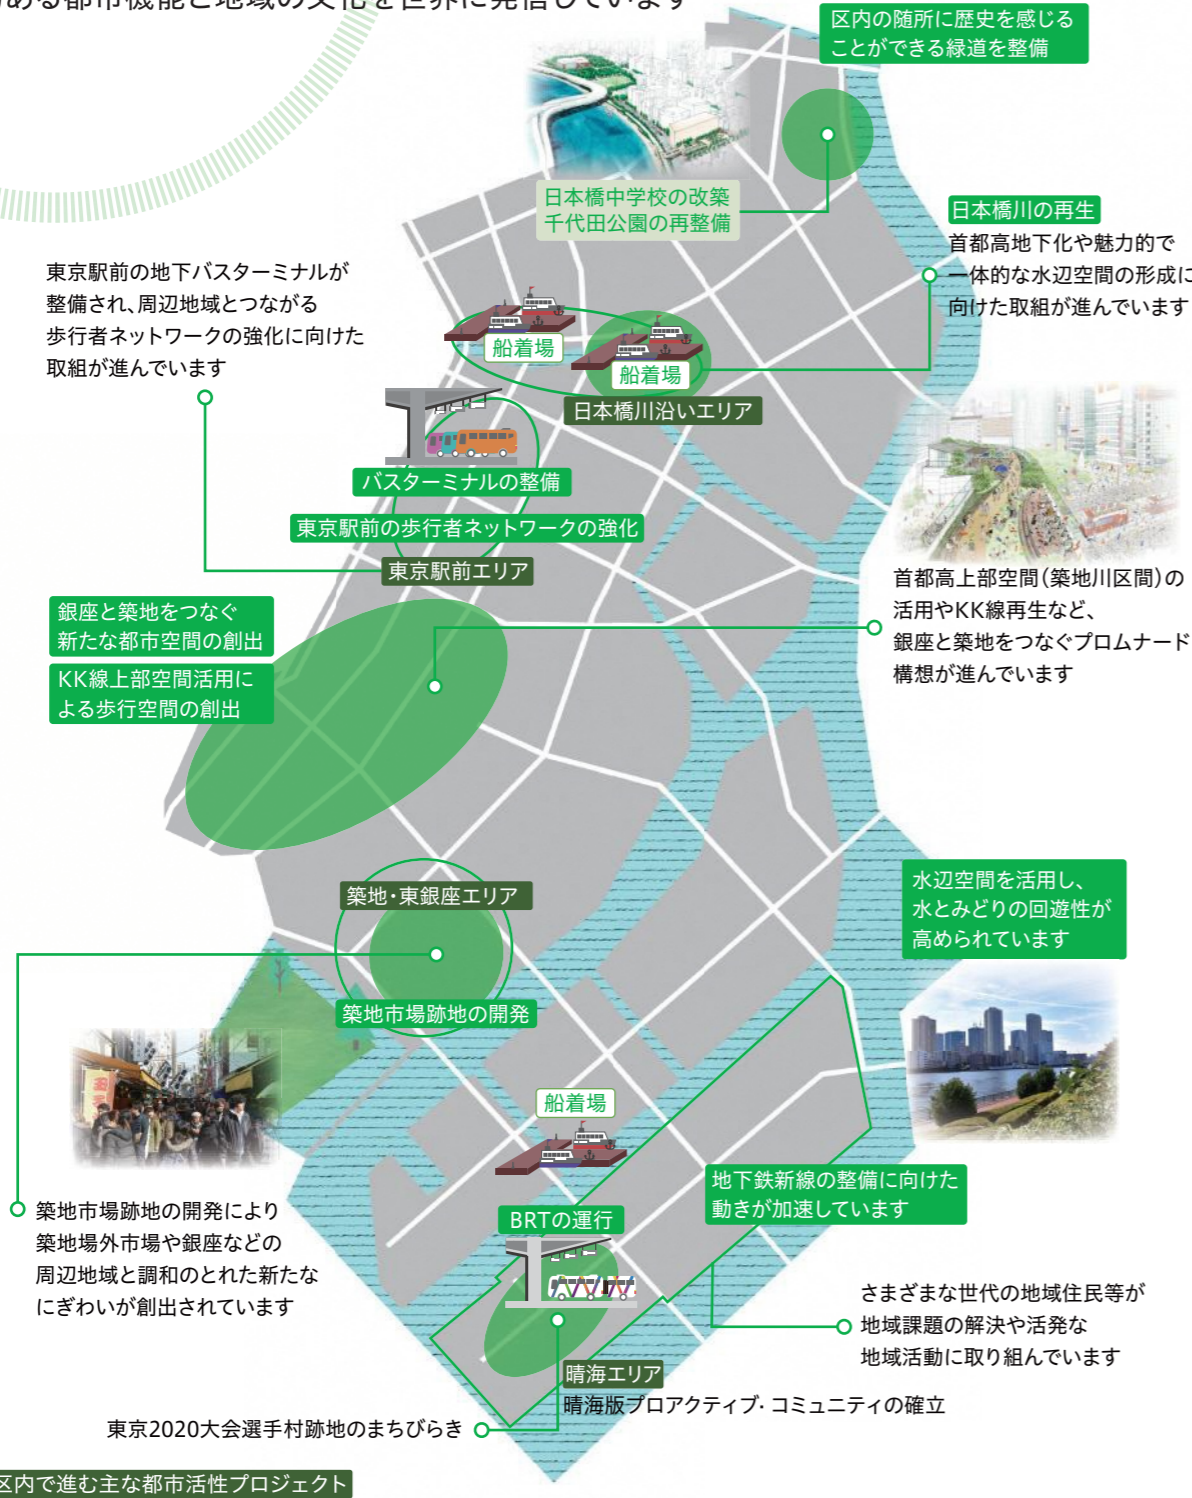 ある都市機能と地域の文化を世界に発信しています
区内の随所に歴史を感じる
ことができる緑道を整備
日本橋中学校の改築
千代田公園の再整備
日本橋川の再生
首都高地下化や魅力的で
一体的な水辺空間の形成に
向けた取組が進んでいます
東京駅前の地下バスターミナルが
整備され、周辺地域とつながる
歩行者ネットワークの強化に向けた
取組が進んでいます
船着場
船着場
日本橋川沿いエリア
バスターミナルの整備
東京駅前の歩行者ネットワークの強化
東京駅前エリア
首都高上部空間(築地川区間)の
活用やKK線再生など、
銀座と築地をつなぐプロムナード
構想が進んでいます
銀座と築地をつなぐ
新たな都市空間の創出
KK線上部空間活用に
よる歩行空間の創出
築地・東銀座エリア
築地市場跡地の開発
水辺空間を活用し、
水とみどりの回遊性が
高められています
船着場
地下鉄新線の整備に向けた
動きが加速しています
BRTの運行
築地市場跡地の開発により
築地場外市場や銀座などの
周辺地域と調和のとれた新たな
にぎわいが創出されています
さまざまな世代の地域住民等が
地域課題の解決や活発な
地域活動に取り組んでいます
晴海エリア
晴海版プロアクティブ・コミュニティの確立
東京2020大会選手村跡地のまちびらき
区内で進む主な都市活性プロジェクト